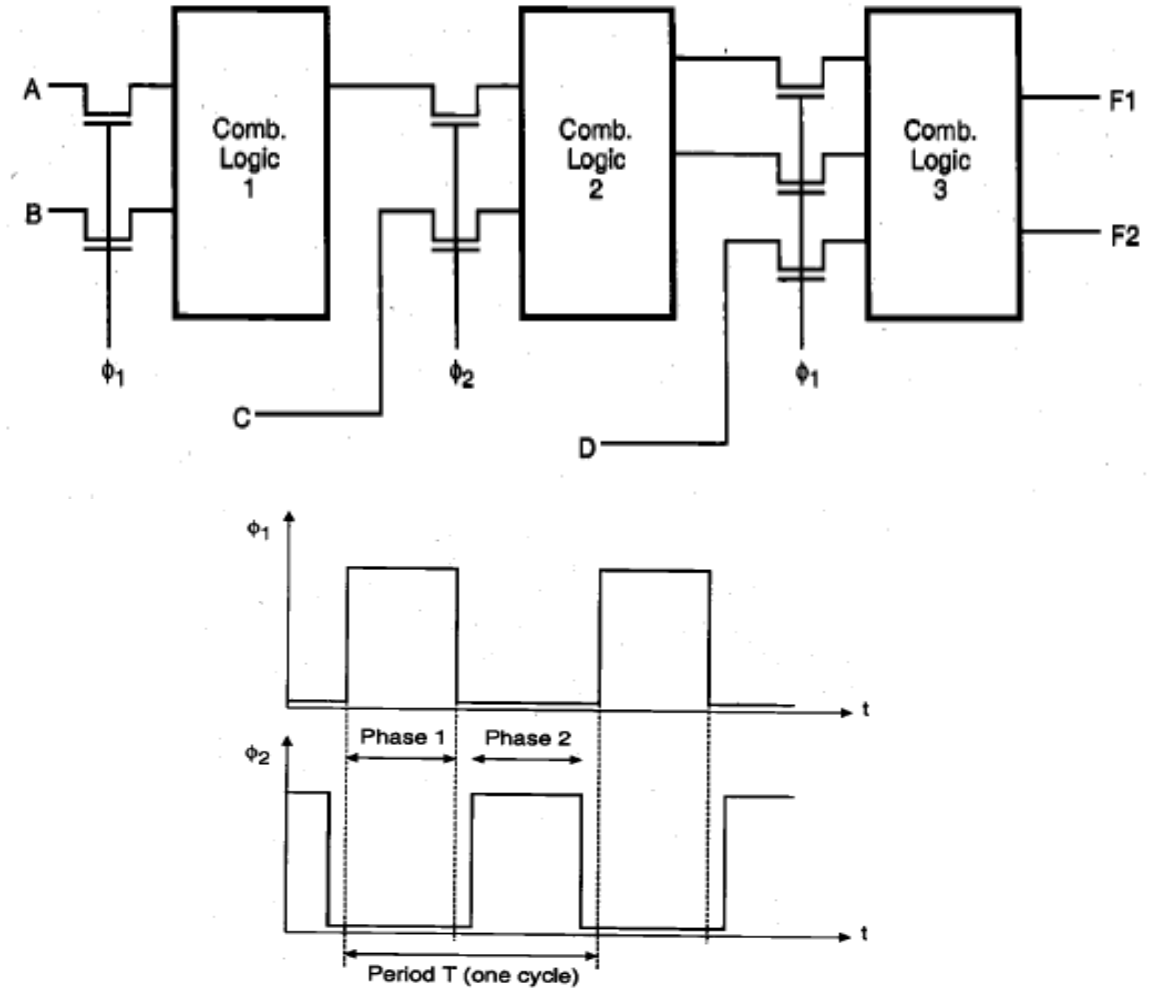 A
B
Comb.
Logic
1
Comb.
Logic
2
Comb.
Logic
3
F1
F2
ϕ1
ϕ2
ϕ1
C
D
ϕ1
t
Phase 1
Phase 2
ϕ2
t
Period T (one cycle)